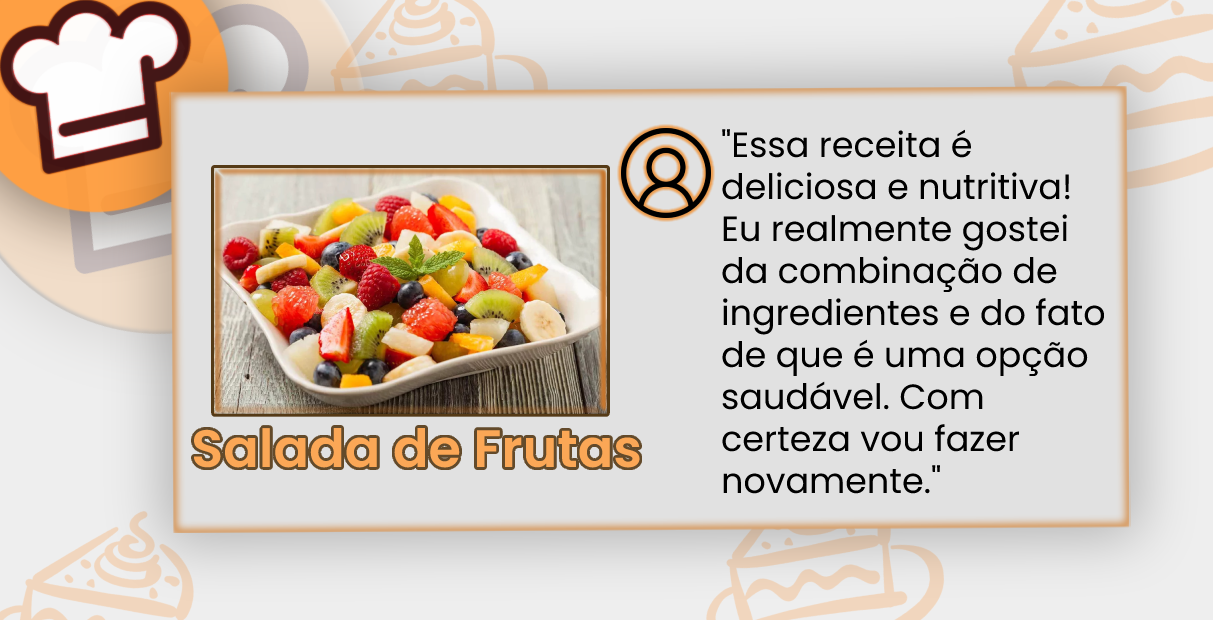 "Essa receita é
deliciosa e nutritiva!
Eu realmente gostei
da combinação de
ingredientes e do fato
de que é uma opção
saudável. Com
certeza vou fazer
novamente."
Salada de Frutas